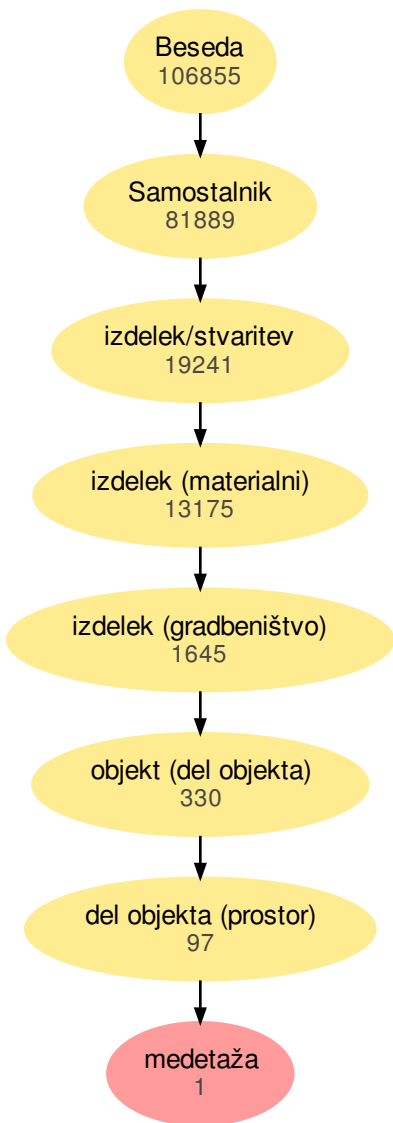 Beseda
106855
Samostalnik
81889
izdelek/stvaritev
19241
izdelek (materialni)
13175
izdelek (gradbeništvo)
1645
objekt (del objekta)
330
del objekta (prostor)
97
medetaža
1